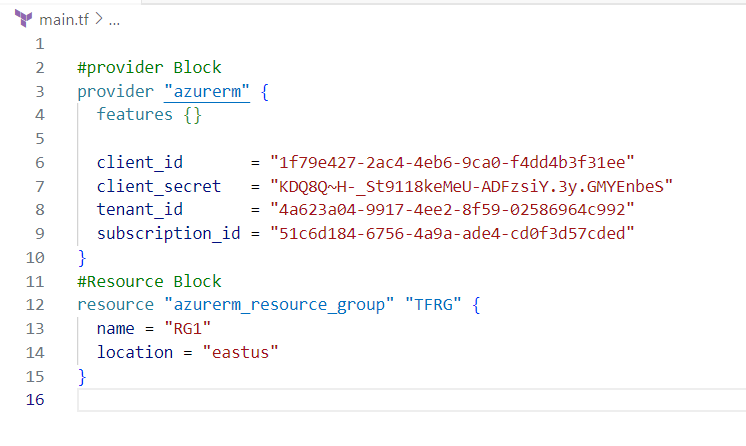 main.tf > ...
1
2 #provider Block
3 provider "azurerm" {
4 features {}
5
6 client_id = "1f79e427-2ac4-4eb6-9ca0-f4dd4b3f31ee"
7 client_secret = "KDQ8Q~H-_St9118keMeU-ADFzsiY.3y.GMYEnbeS"
8 tenant_id = "4a623a04-9917-4ee2-8f59-02586964c992"
9 subscription_id = "51c6d184-6756-4a9a-ade4-cd0f3d57cded"
10 }
11 #Resource Block
12 resource "azurerm_resource_group" "TFRG" {
13 name = "RG1"
14 location = "eastus"
15 }
16